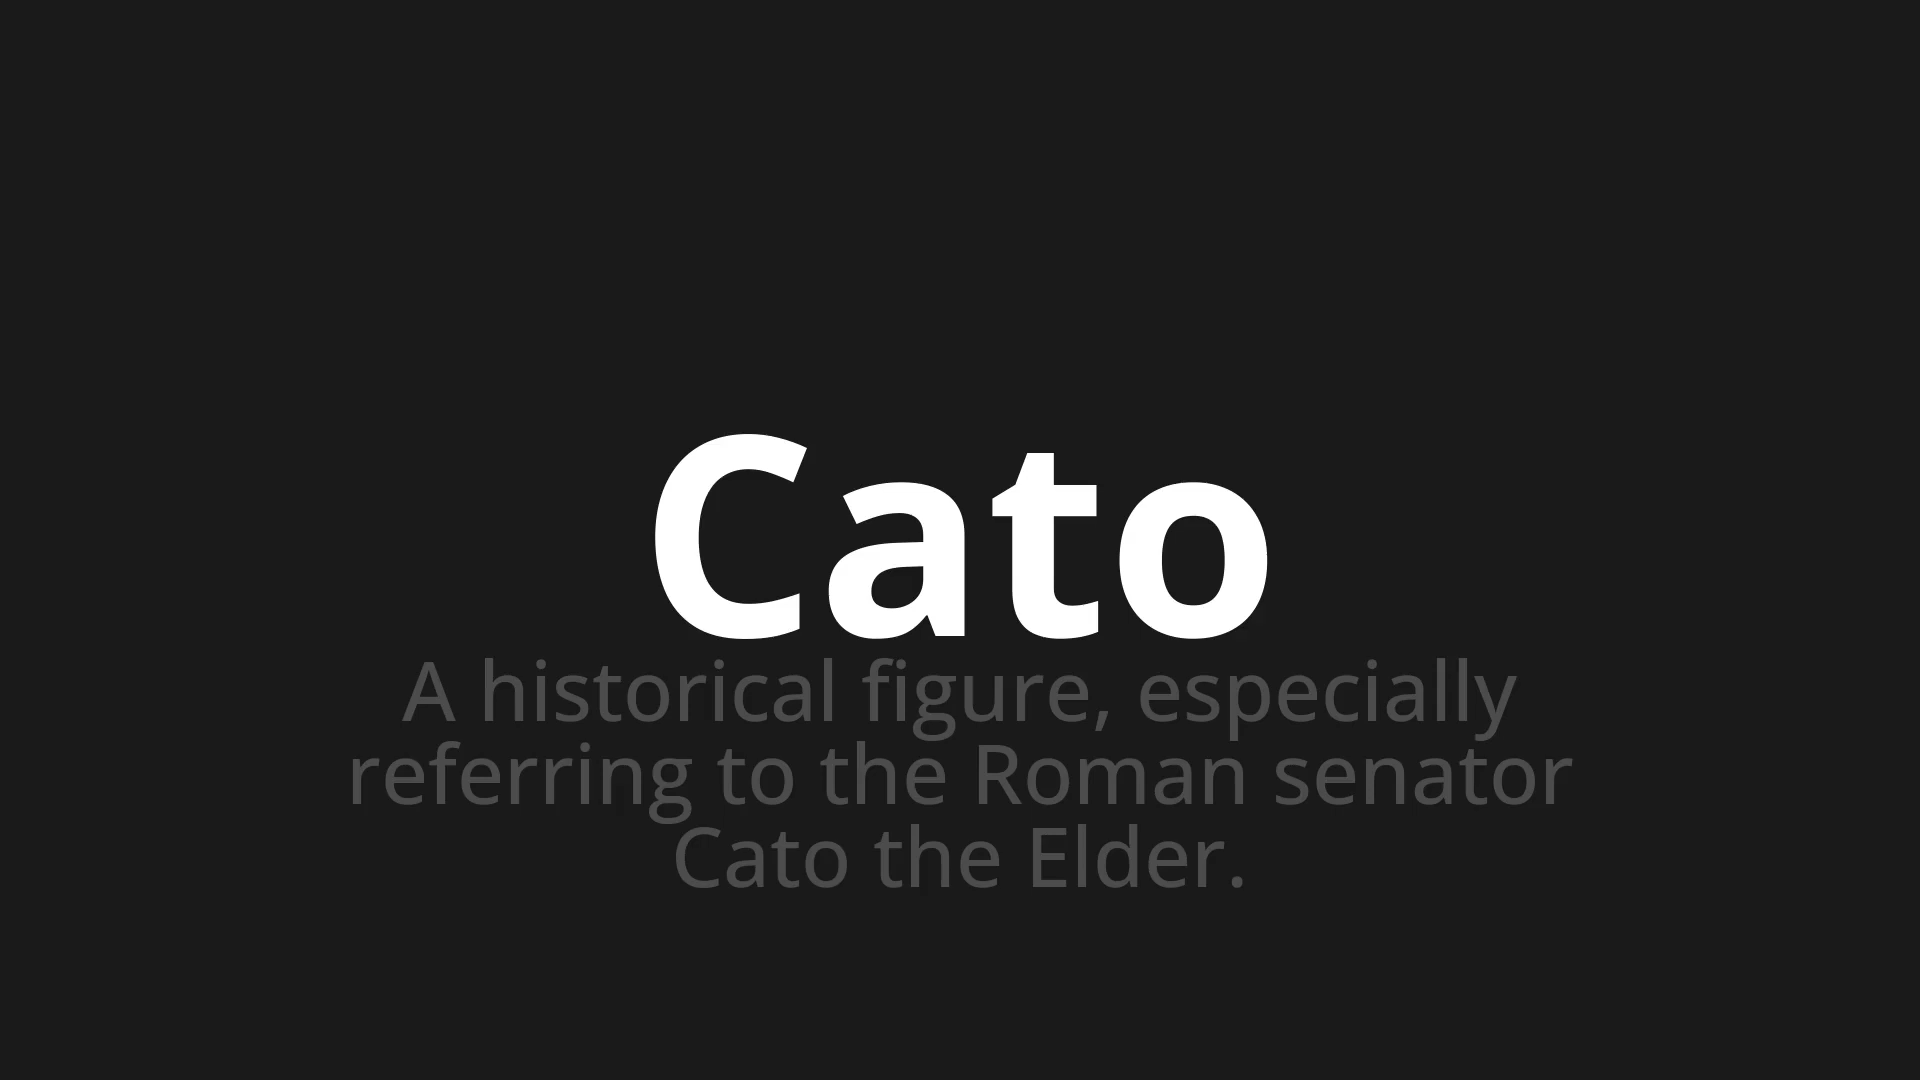 Cato
A historical figure, especially
referring to the Roman senator
Cato the Elder.